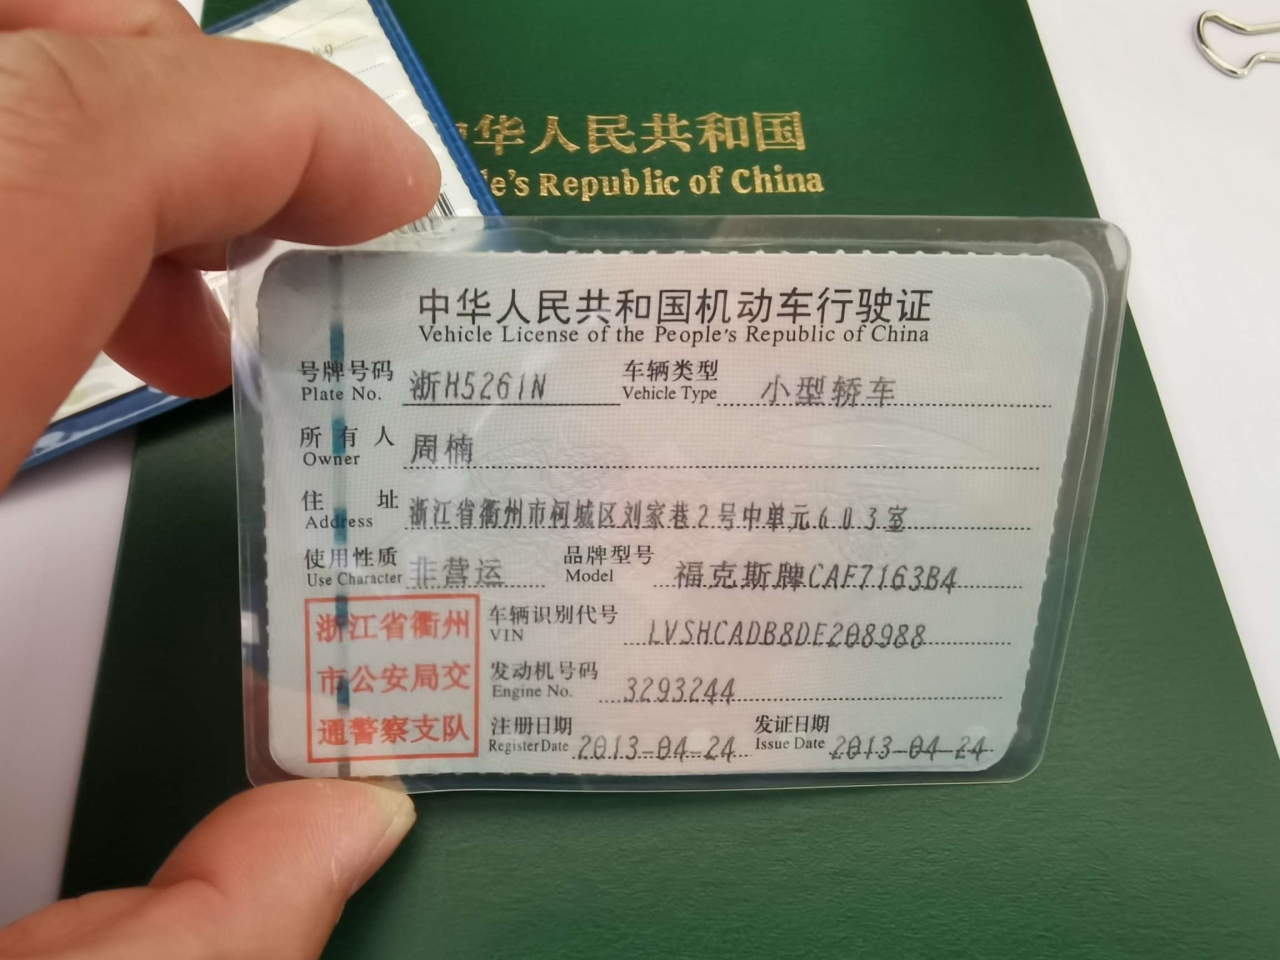 华人民共和国
le's Republic of China
中华人民共和国机动车行驶证
Vehicle License of the People's Republic of China
号牌号码 浙H5261N 车辆类型 小型轿车
Plate No. Vehicle Type
所有人 周楠
Owner
住址 浙江省衢州市柯城区刘家巷2号中单元603室
Address
使用性质 非营运 品牌型号 福克斯牌CAF7163B4
Use Character Model
浙江省衢州
市公安局交
通警察支队
车辆识别代号 LVSHCADB8DE208988
VIN
发动机号码 3293244
Engine No.
注册日期 2013-04-24 发证日期 2013-04-24
Register Date Issue Date